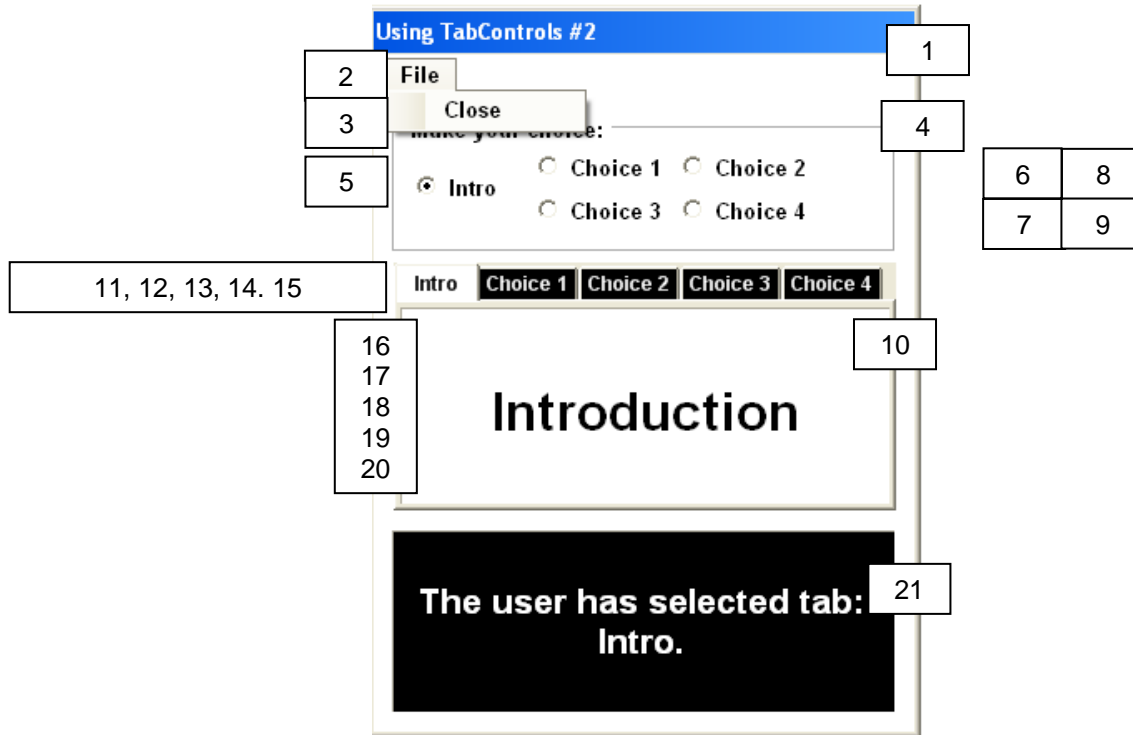 Using TabControls #2
1
2
File
3
Close
Make your choice:
4
5
Intro
Choice 1
Choice 2
Choice 3
Choice 4
6
8
7
9
11, 12, 13, 14. 15
Intro
Choice 1
Choice 2
Choice 3
Choice 4
16
17
18
19
20
10
Introduction
The user has selected tab:
Intro.
21